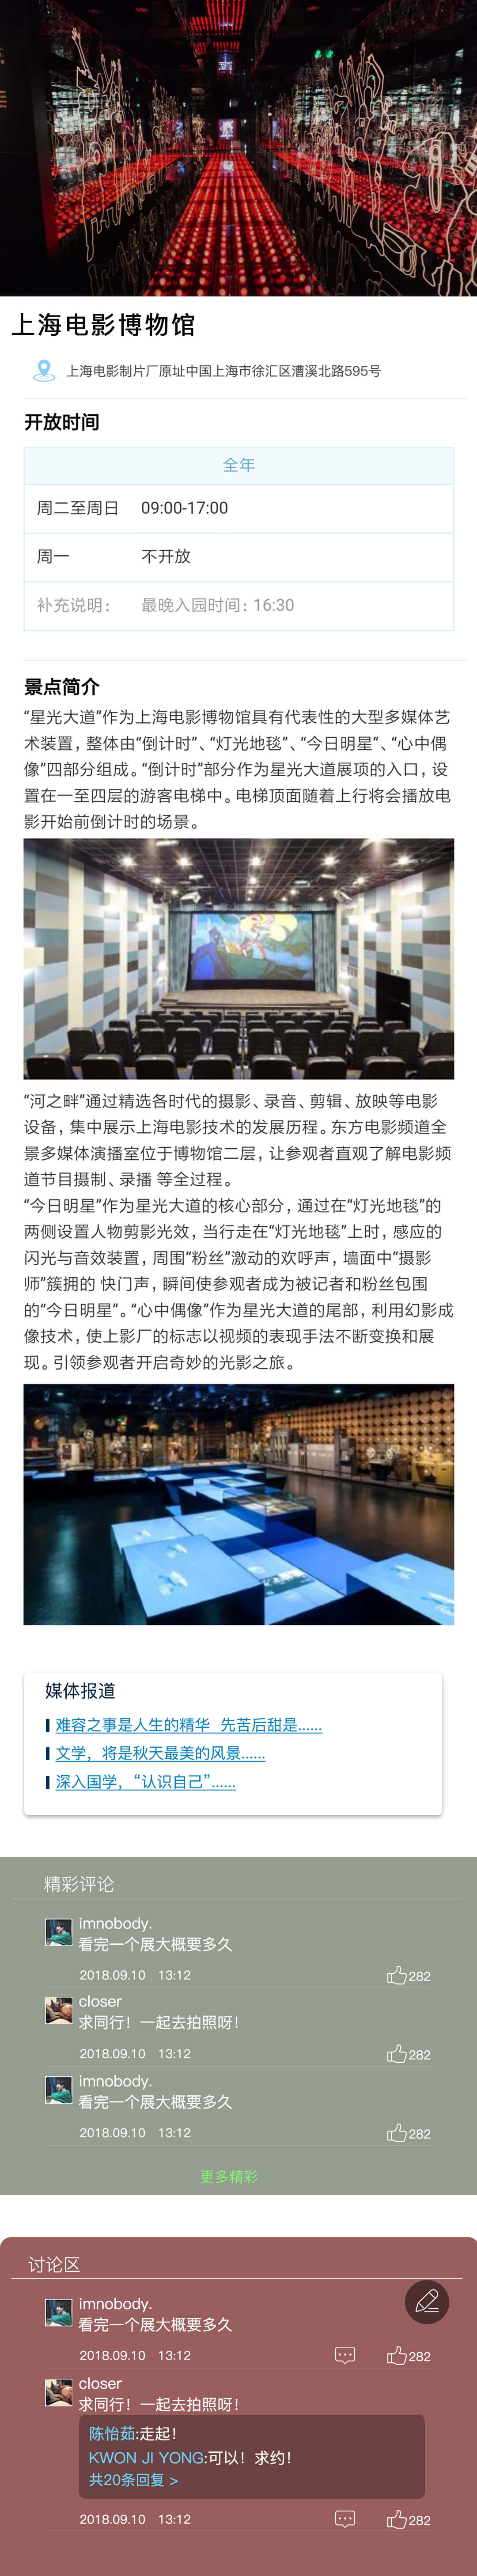 上海电影博物馆
上海电影制片厂原址中国上海市徐汇区漕溪北路595号
开放时间
全年
周二至周日 09:00-17:00
周一 不开放
补充说明： 最晚入园时间：16:30
景点简介
“星光大道”作为上海电影博物馆具有代表性的大型多媒体艺
术装置，整体由“倒计时”、“灯光地毯”、“今日明星”、“心中偶
像”四部分组成。“倒计时”部分作为星光大道展项的入口，设
置在一至四层的游客电梯中。电梯顶面随着上行将会播放电
影开始前倒计时的场景。
“河之畔”通过精选各时代的摄影、录音、剪辑、放映等电影
设备，集中展示上海电影技术的发展历程。东方电影频道全
景多媒体演播室位于博物馆二层，让参观者直观了解电影频
道节目摄制、录播 等全过程。
“今日明星”作为星光大道的核心部分，通过在“灯光地毯”的
两侧设置人物剪影光效，当行走在“灯光地毯”上时，感应的
闪光与音效装置，周围“粉丝”激动的欢呼声，墙面中“摄影
师”簇拥的 快门声，瞬间使参观者成为被记者和粉丝包围
的“今日明星”。“心中偶像”作为星光大道的尾部，利用幻影成
像技术，使上影厂的标志以视频的表现手法不断变换和展
现。引领参观者开启奇妙的光影之旅。
媒体报道
难容之事是人生的精华 先苦后甜是......
文学，将是秋天最美的风景......
深入国学，“认识自己”......
精彩评论
imnobody.
看完一个展大概要多久
2018.09.10 13:12 282
closer
求同行！一起去拍照呀！
2018.09.10 13:12 282
imnobody.
看完一个展大概要多久
2018.09.10 13:12 282
更多精彩
讨论区
imnobody.
看完一个展大概要多久
2018.09.10 13:12 282
closer
求同行！一起去拍照呀！
陈怡茹:走起！
KWON JI YONG:可以！求约！
共20条回复 >
2018.09.10 13:12 282